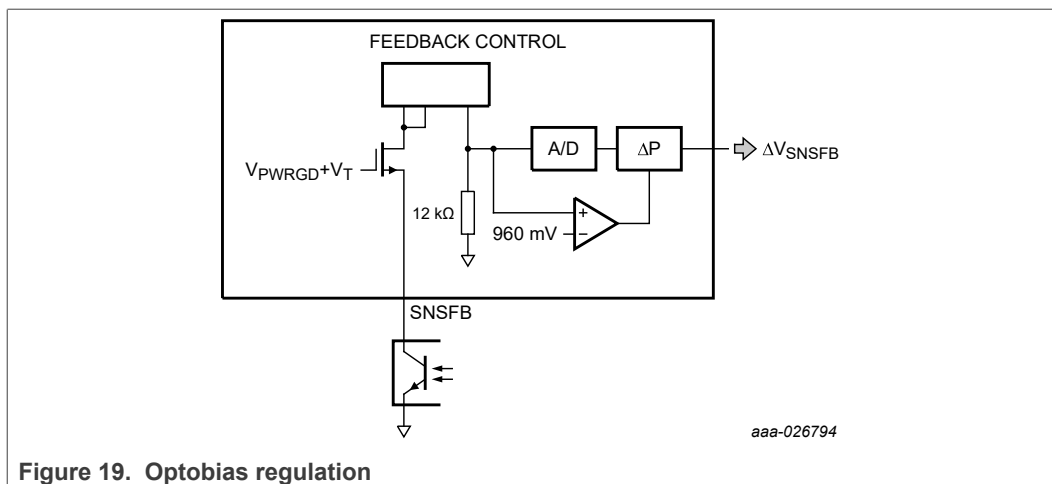 FEEDBACK CONTROL
A/D
ΔP
ΔV_SNSFB
V_PWRGD+V_T
12 kΩ
960 mV
+
−
SNSFB
aaa-026794
Figure 19. Optobias regulation